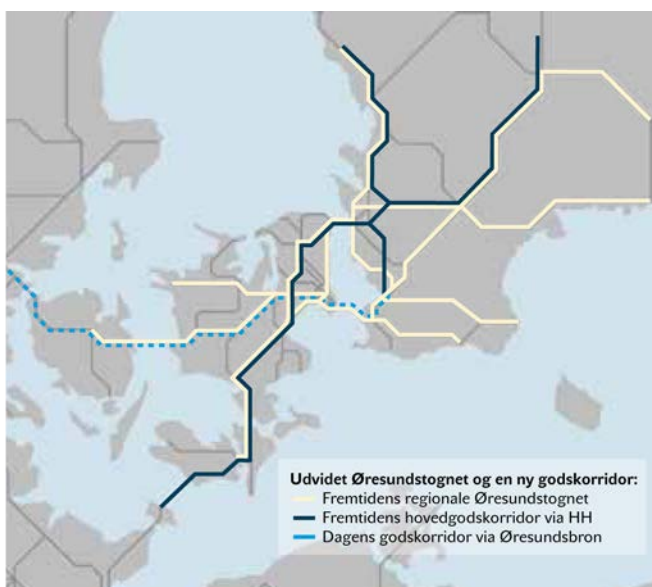 Udvidet Øresundstognet og en ny godskorridor:
Fremtidens regionale Øresundstognet
Fremtidens hovedgodskorridor via HH
Dagens godskorridor via Øresundsbron